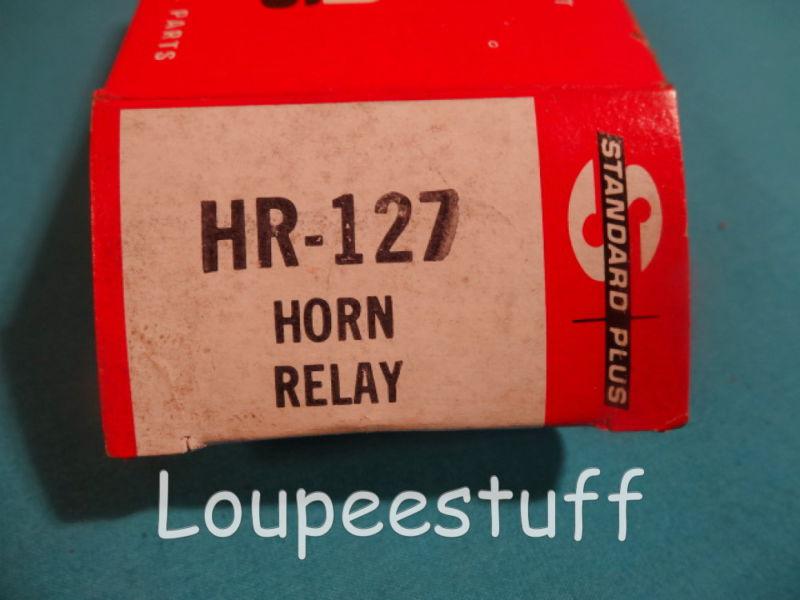 PARTS
HR-127
HORN
RELAY
STANDARD PLUS
Loupeestuff